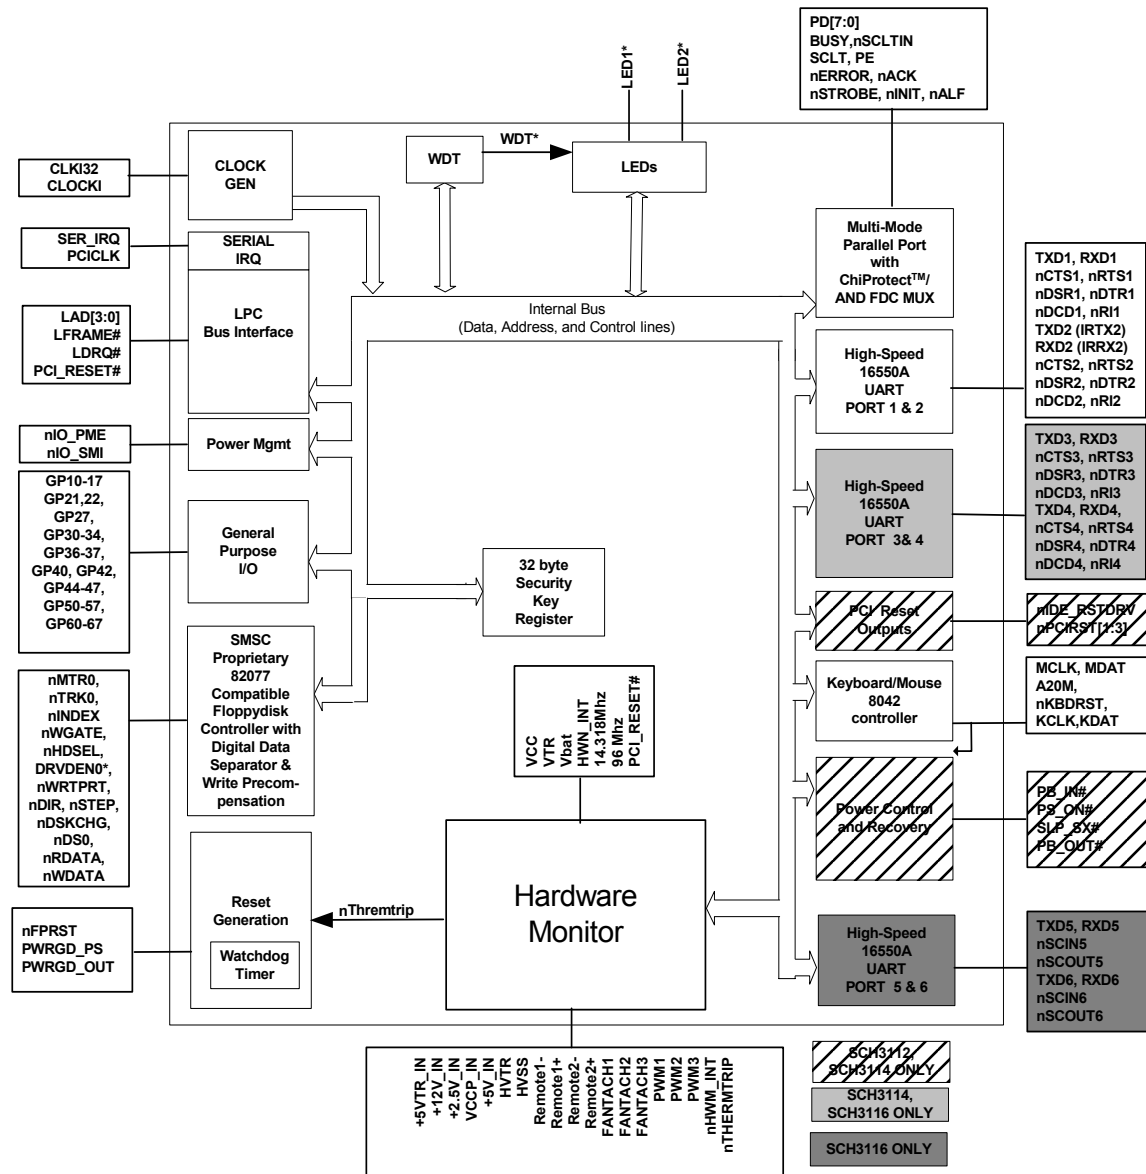 PD[7:0]
BUSY,nSCLTIN
SCLT, PE
nERROR, nACK
nSTROBE, nINIT, nALF
LED1*
LED2*
WDT
WDT*
LEDs
CLKI32
CLOCKI
CLOCK
GEN
SER_IRQ
PCICLK
SERIAL
IRQ
LAD[3:0]
LFRAME#
LDRQ#
PCI_RESET#
LPC
Bus Interface
Internal Bus
(Data, Address, and Control lines)
Multi-Mode
Parallel Port
with
ChiProtect™/
AND FDC MUX
High-Speed
16550A
UART
PORT 1 & 2
TXD1, RXD1
nCTS1, nRTS1
nDSR1, nDTR1
nDCD1, nRI1
TXD2 (IRTX2)
RXD2 (IRRX2)
nCTS2, nRTS2
nDSR2, nDTR2
nDCD2, nRI2
nIO_PME
nIO_SMI
Power Mgmt
GP10-17
GP21,22,
GP27,
GP30-34,
GP36-37,
GP40, GP42,
GP44-47,
GP50-57,
GP60-67
General
Purpose
I/O
High-Speed
16550A
UART
PORT 3& 4
TXD3, RXD3
nCTS3, nRTS3
nDSR3, nDTR3
nDCD3, nRI3
TXD4, RXD4,
nCTS4, nRTS4
nDSR4, nDTR4
nDCD4, nRI4
32 byte
Security
Key
Register
PCI Reset
Outputs
nIDE_RSTDRV
nPCIRST[1:3]
nMTR0,
nTRK0,
nINDEX
nWGATE,
nHDSEL,
DRVDEN0*,
nWRTPRT,
nDIR, nSTEP,
nDSKCHG,
nDS0,
nRDATA,
nWDATA
SMSC
Proprietary
82077
Compatible
Floppydisk
Controller with
Digital Data
Separator &
Write Precom-
pensation
Keyboard/Mouse
8042
controller
MCLK, MDAT
A20M,
nKBDRST,
KCLK,KDAT
VCC
VTR
Vbat
HWN_INT
14.318Mhz
96 Mhz
PCI_RESET#
Power Control
and Recovery
PB_IN#
PS_ON#
SLP_SX#
PB_OUT#
nFPRST
PWRGD_PS
PWRGD_OUT
Reset
Generation
Watchdog
Timer
nThremtrip
Hardware
Monitor
High-Speed
16550A
UART
PORT 5 & 6
TXD5, RXD5
nSCIN5
nSCOUT5
TXD6, RXD6
nSCIN6
nSCOUT6
+5VTR_IN
+12V_IN
+2.5V_IN
VCCP_IN
+5V_IN
HVTR
HVSS
Remote1-
Remote1+
Remote2-
Remote2+
FANTACH1
FANTACH2
FANTACH3
PWM1
PWM2
PWM3
nHWM_INT
nTHERMTRIP
SCH3112,
SCH3114 ONLY
SCH3114,
SCH3116 ONLY
SCH3116 ONLY